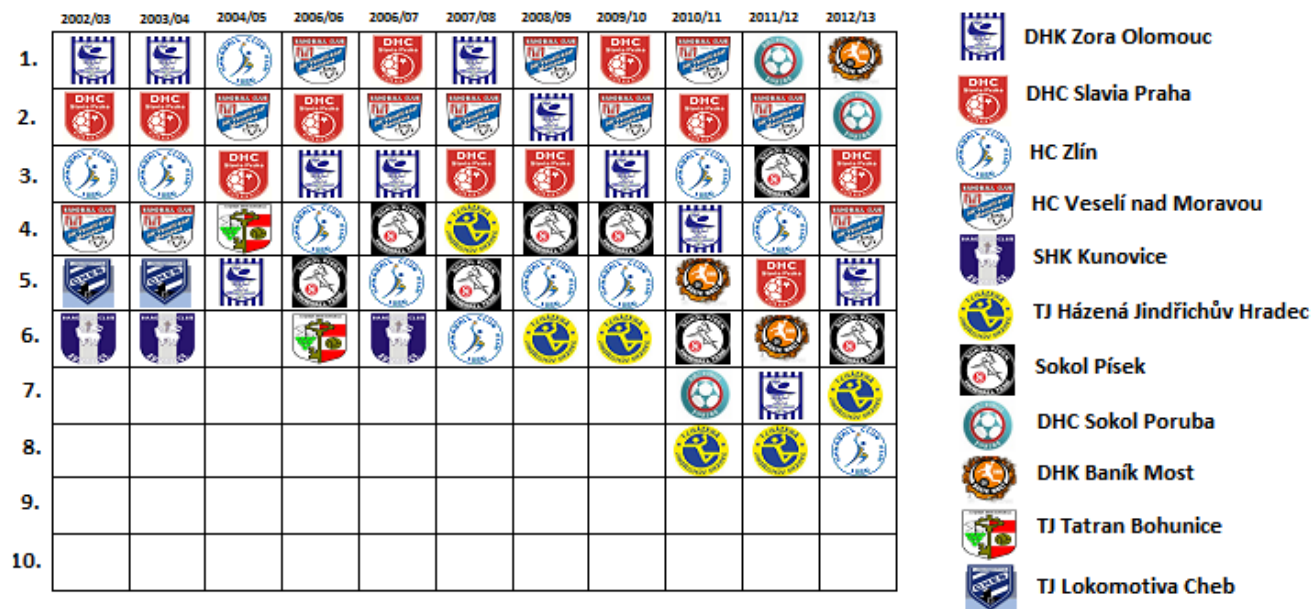 2002/03 2003/04 2004/05 2006/06 2006/07 2007/08 2008/09 2009/10 2010/11 2011/12 2012/13
1.
2.
3.
4.
5.
6.
7.
8.
9.
10.
DHK Zora Olomouc
DHC Slavia Praha
HC Zlín
HC Veselí nad Moravou
SHK Kunovice
TJ Házená Jindřichův Hradec
Sokol Písek
DHC Sokol Poruba
DHK Baník Most
TJ Tatran Bohunice
TJ Lokomotiva Cheb